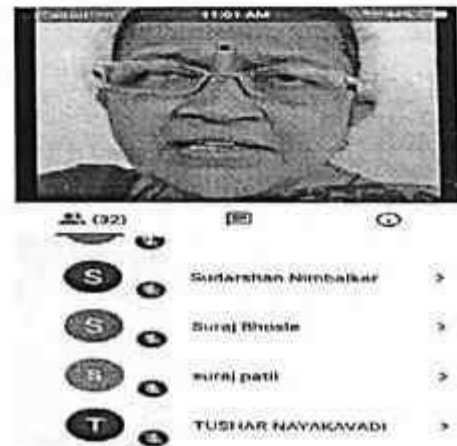 11:01 AM
(32)
S Sudarshan Nimbalkar
S Suraj Bhosle
S suraj patil
T TUSHAR NAYAKAVADI